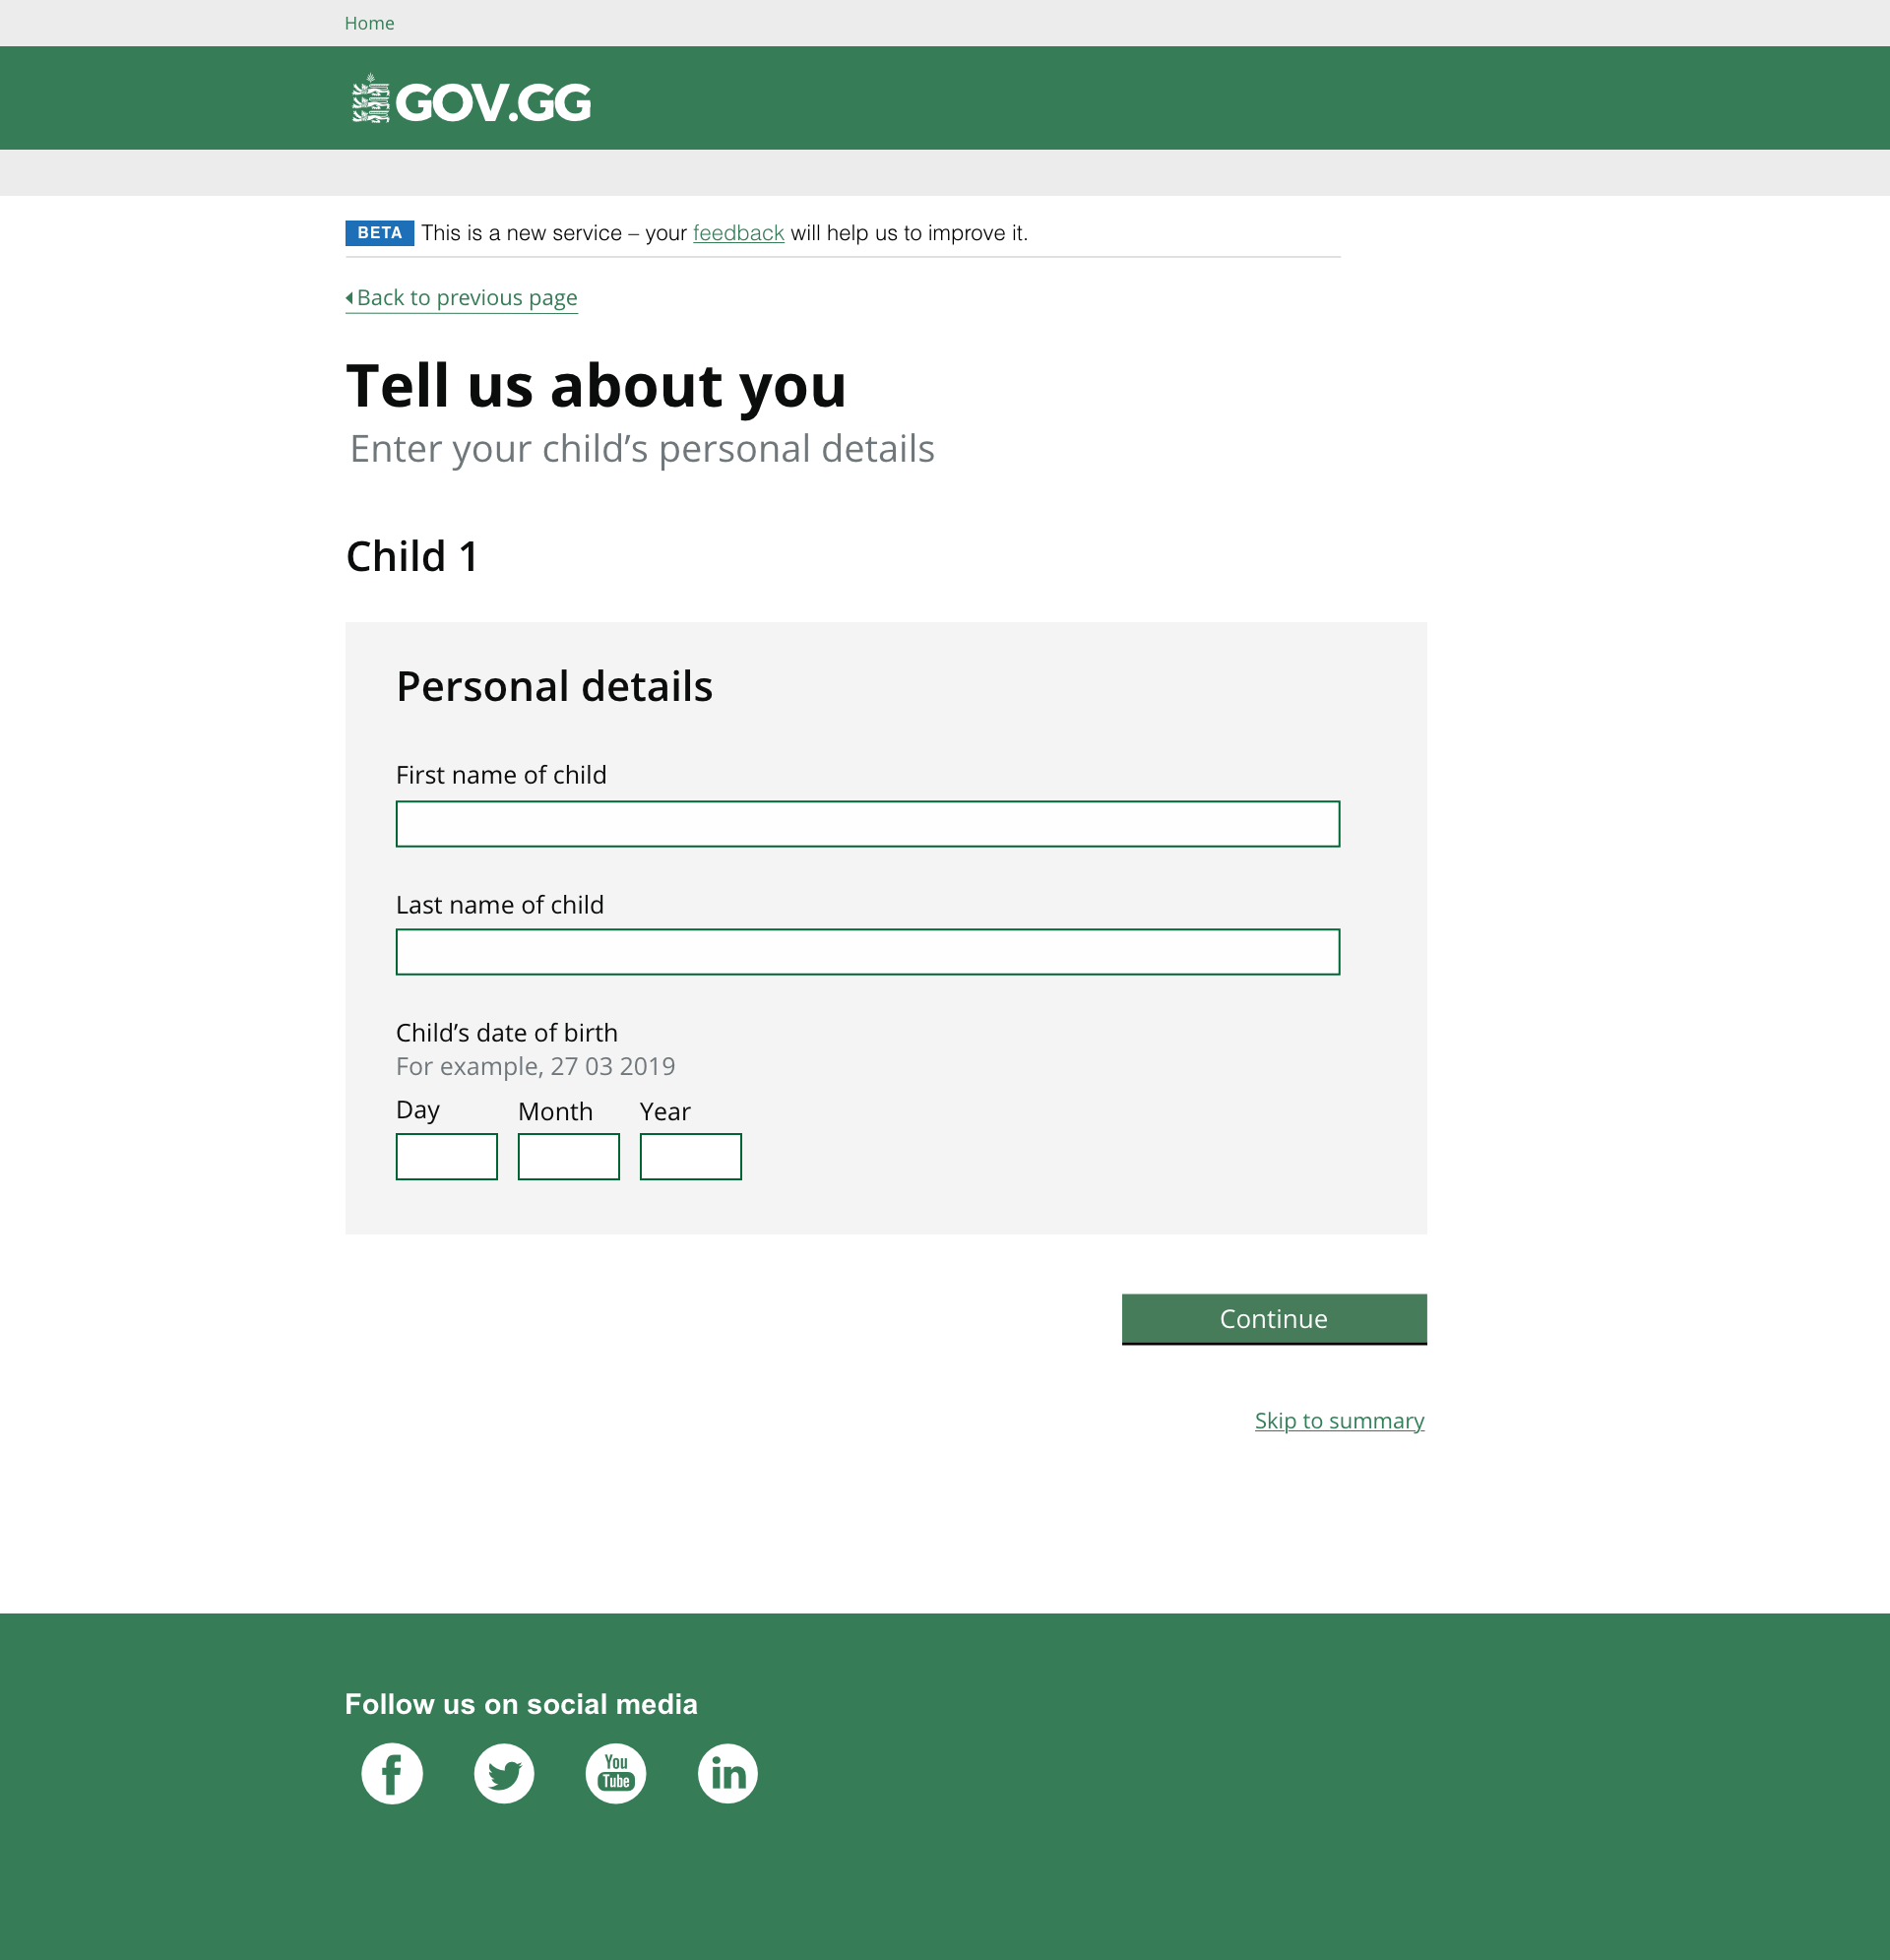 Home
GOV.GG
BETA This is a new service – your feedback will help us to improve it.
Back to previous page
Tell us about you
Enter your child’s personal details
Child 1
Personal details
First name of child
Last name of child
Child’s date of birth
For example, 27 03 2019
Day Month Year
Continue
Skip to summary
Follow us on social media
f You Tube in